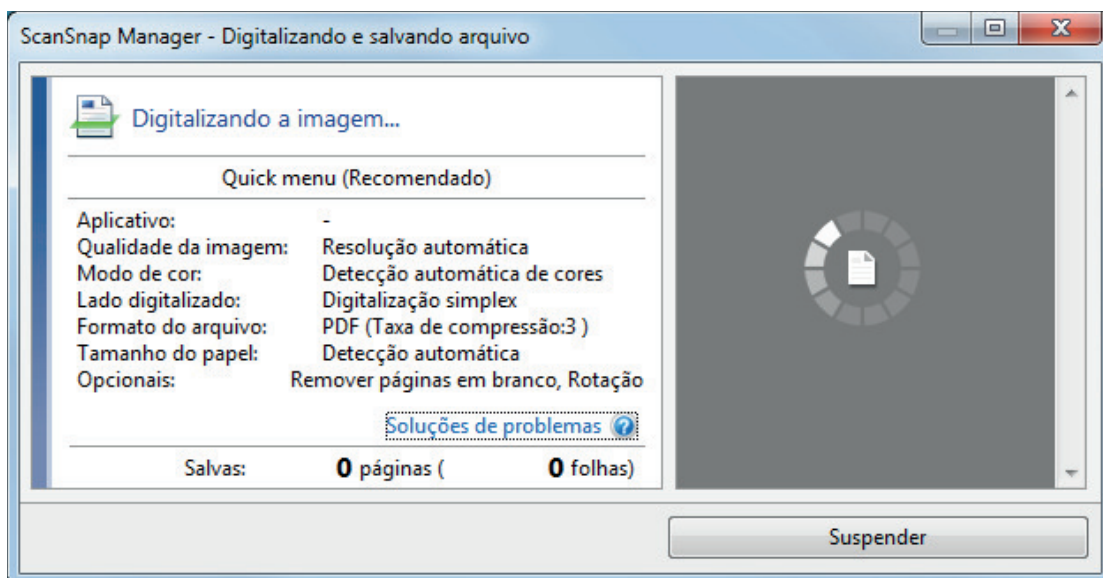 ScanSnap Manager - Digitalizando e salvando arquivo
Digitalizando a imagem...
Quick menu (Recomendado)
Aplicativo: -
Qualidade da imagem: Resolução automática
Modo de cor: Detecção automática de cores
Lado digitalizado: Digitalização simplex
Formato do arquivo: PDF (Taxa de compressão:3 )
Tamanho do papel: Detecção automática
Opcionais: Remover páginas em branco, Rotação
Soluções de problemas ?
Salvas: 0 páginas ( 0 folhas)
Suspender